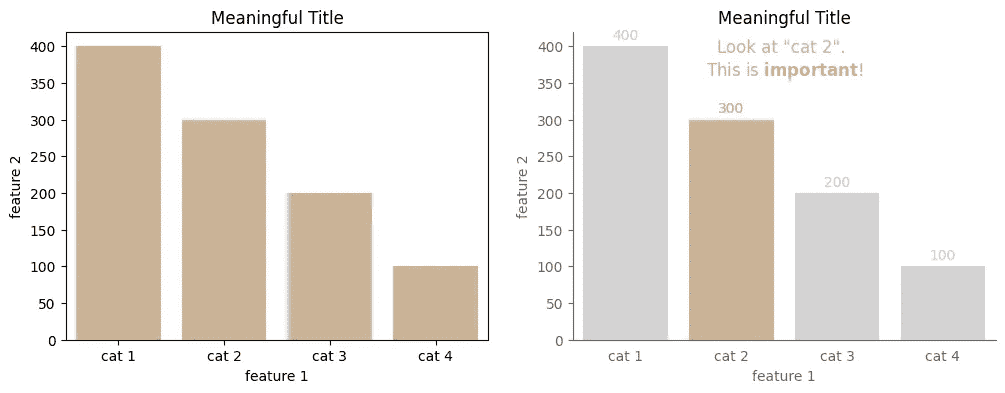 Meaningful Title
400
350
300
250
200
150
100
50
0
feature 2
cat 1 cat 2 cat 3 cat 4
feature 1
Meaningful Title
400
350
300
250
200
150
100
50
0
feature 2
400
Look at "cat 2".
This is important!
300
200
100
cat 1 cat 2 cat 3 cat 4
feature 1